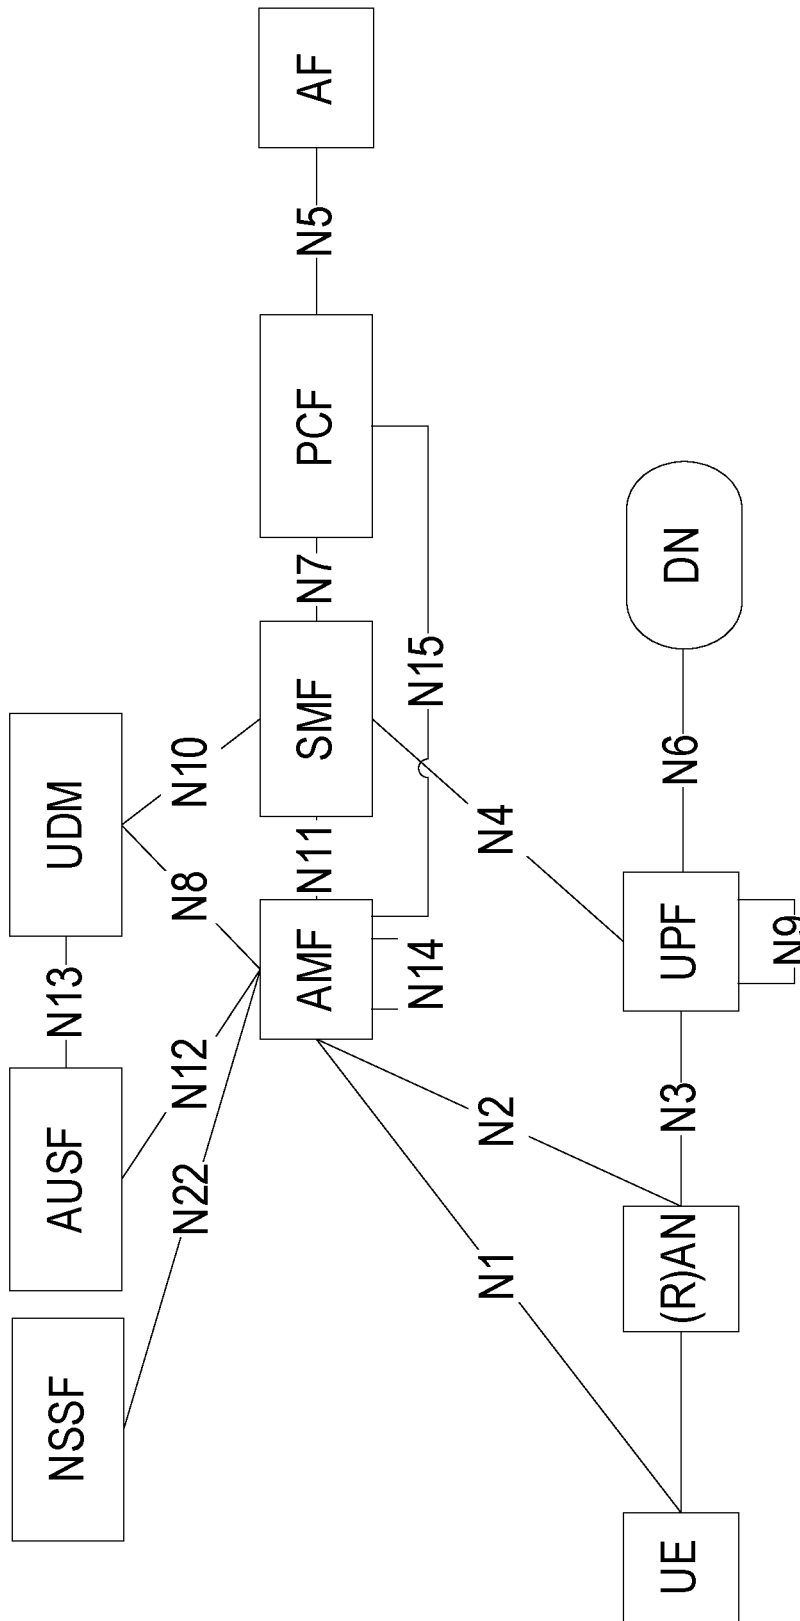 NSSF
AUSF
N13
UDM
N22
N12
N8
N10
AMF
N11
SMF
N7
PCF
N5
AF
N14
N15
N1
N2
N4
UE
(R)AN
N3
UPF
N6
DN
N9